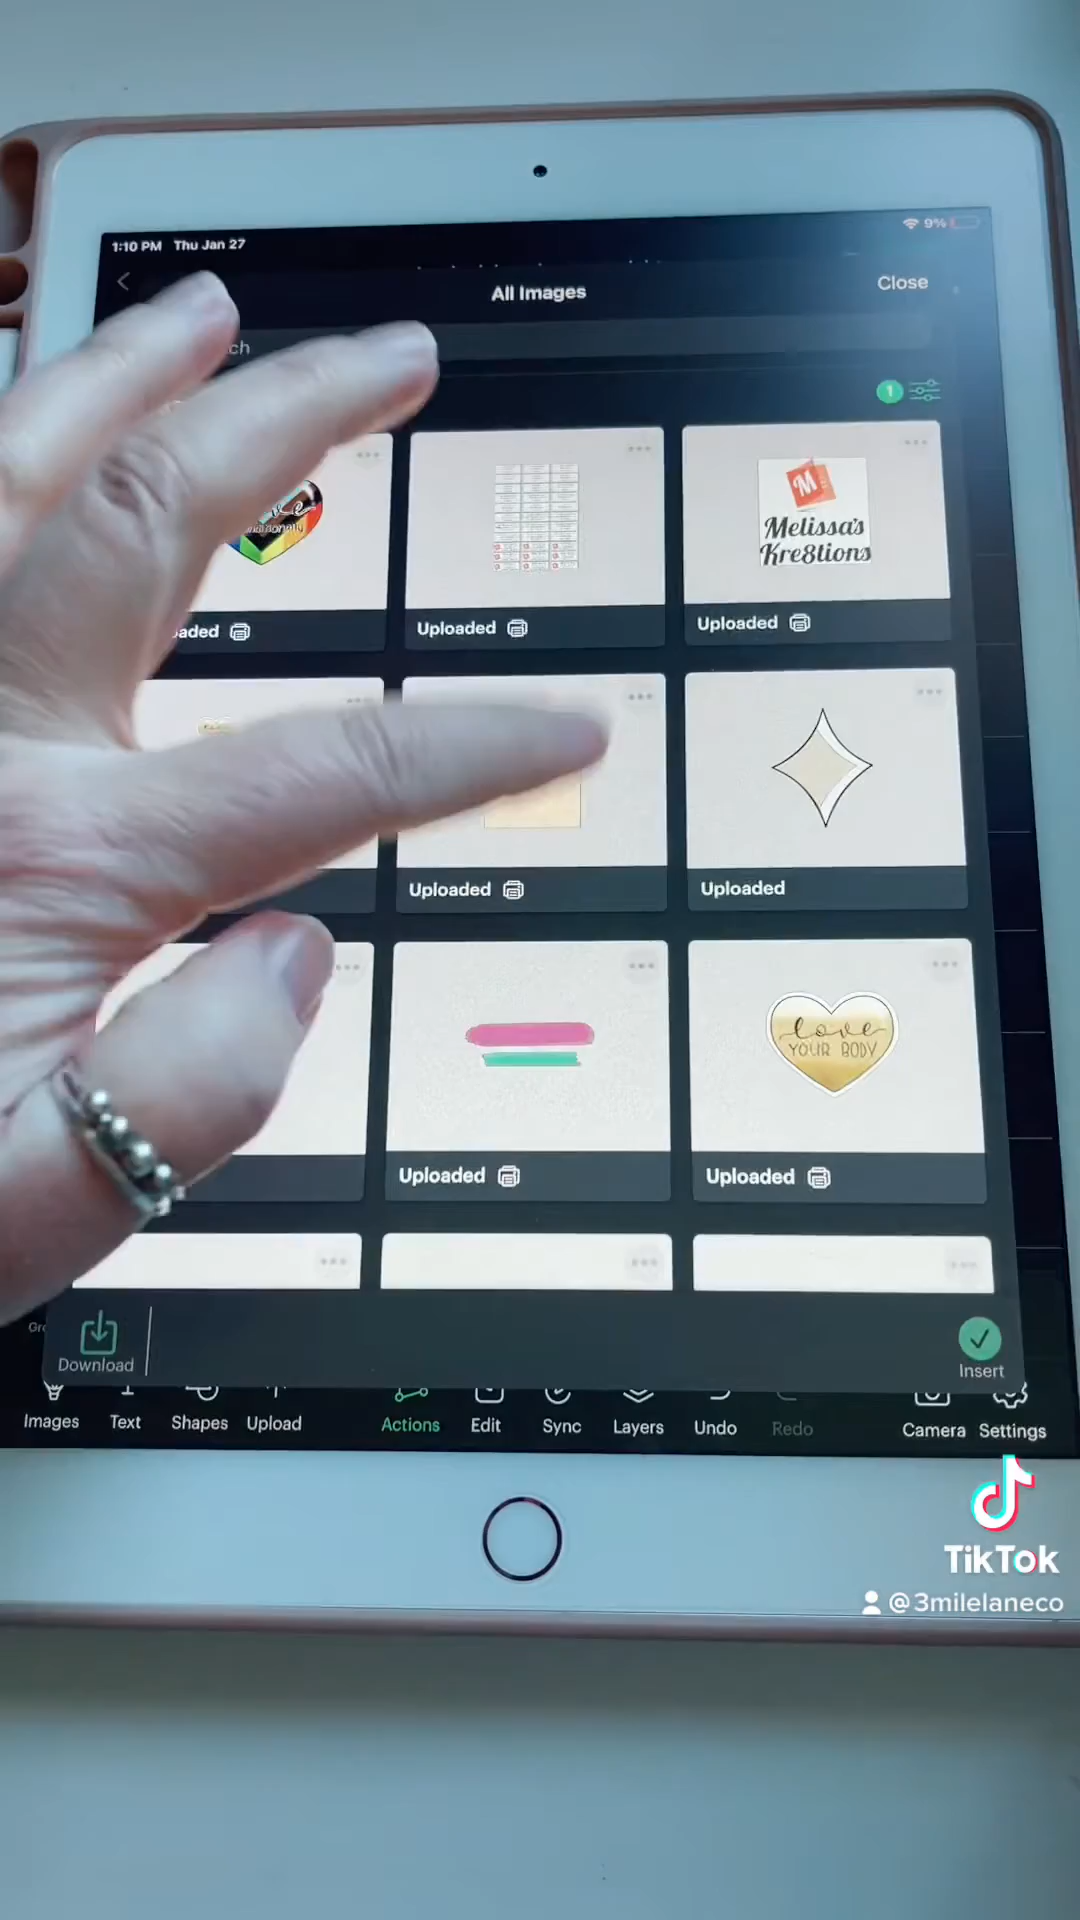 1:10 PM Thu Jan 27
9%
All Images
Close
1
M
Melissa's
Kre8tions
Uploaded
Uploaded
Uploaded
Uploaded
love
YOUR BODY
Uploaded
Uploaded
Download
Insert
Images
Text
Shapes
Upload
Actions
Edit
Sync
Layers
Undo
Redo
Camera
Settings
TikTok
@3milelaneco